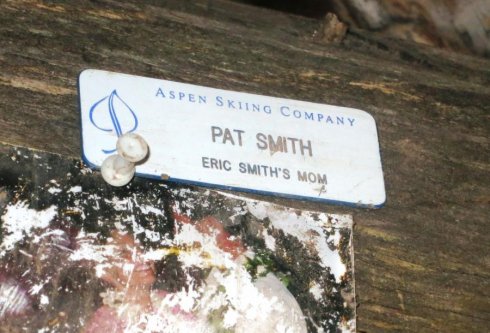 ASPEN SKIING COMPANY
PAT SMITH
ERIC SMITH'S MOM